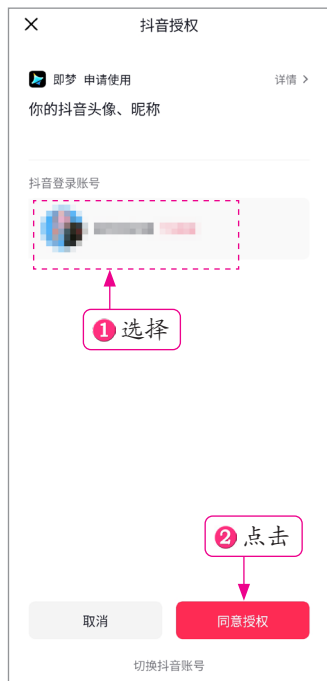 抖音授权
即梦 申请使用
详情 >
你的抖音头像、昵称
抖音登录账号
1 选择
2 点击
取消
同意授权
切换抖音账号